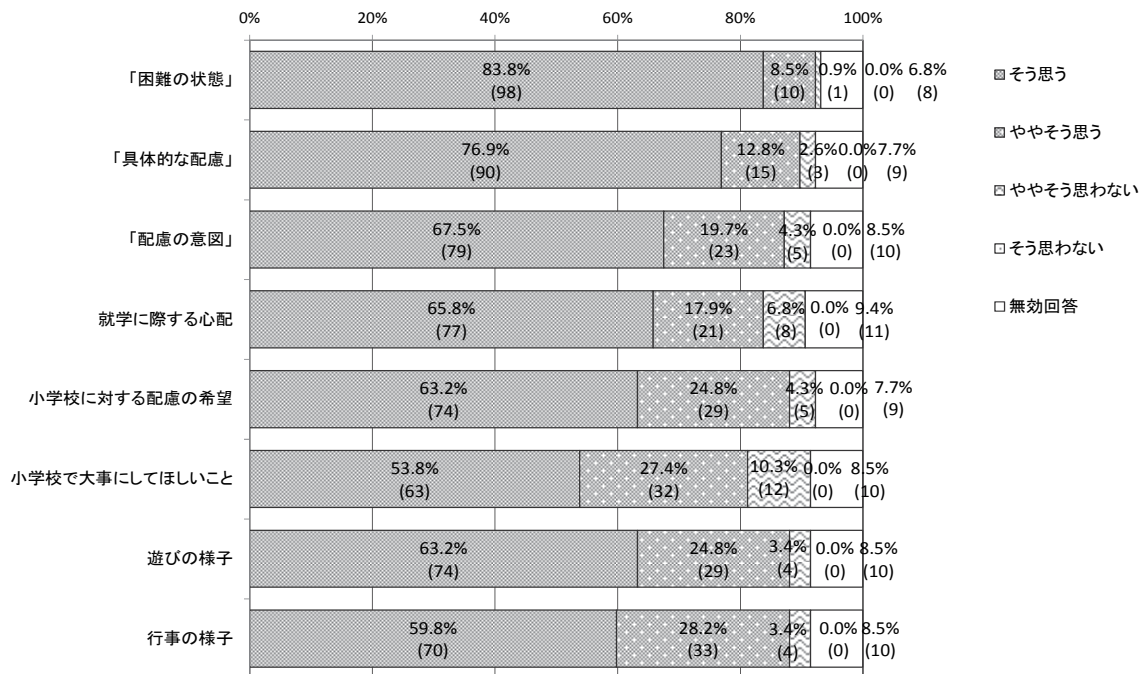 0% 20% 40% 60% 80% 100%
「困難の状態」
83.8% 8.5% 0.9% 0.0% 6.8%
(98) (10) (1) (0) (8)
「具体的な配慮」
76.9% 12.8% 2.6% 0.0% 7.7%
(90) (15) (3) (0) (9)
「配慮の意図」
67.5% 19.7% 4.3% 0.0% 8.5%
(79) (23) (5) (0) (10)
就学に際する心配
65.8% 17.9% 6.8% 0.0% 9.4%
(77) (21) (8) (0) (11)
小学校に対する配慮の希望
63.2% 24.8% 4.3% 0.0% 7.7%
(74) (29) (5) (0) (9)
小学校で大事にしてほしいこと
53.8% 27.4% 10.3% 0.0% 8.5%
(63) (32) (12) (0) (10)
遊びの様子
63.2% 24.8% 3.4% 0.0% 8.5%
(74) (29) (4) (0) (10)
行事の様子
59.8% 28.2% 3.4% 0.0% 8.5%
(70) (33) (4) (0) (10)
そう思う
ややそう思う
ややそう思わない
そう思わない
無効回答